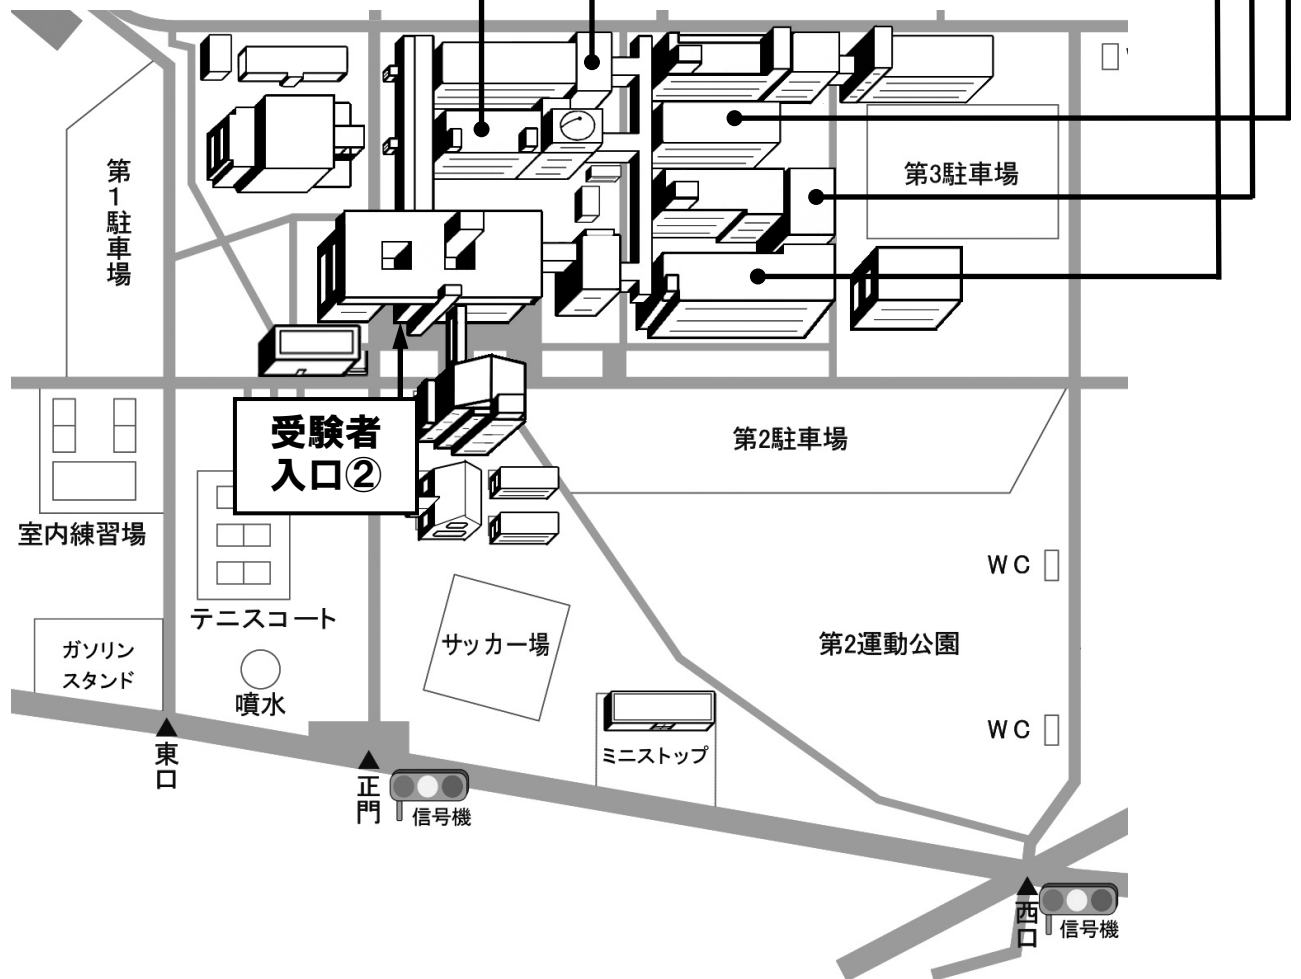 第1駐車場
第3駐車場
受験者
入口②
第2駐車場
室内練習場
テニスコート
ガソリン
スタンド
噴水
サッカー場
WC
第2運動公園
WC
ミニストップ
東口
正門
信号機
西口
信号機